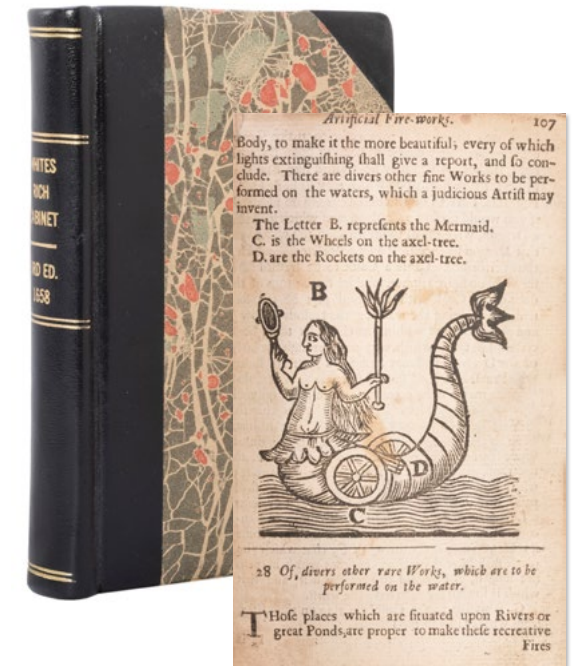 HITES
RICH
ABINET
RD ED.
1658
Artificial Fire-works. 107
Body, to make it the more beautiful, every of which
lights extinguiſhing ſhall give a report, and ſo con-
clude. There are divers other fine Works to be per-
formed on the waters, which a judicious Artiſt may
invent.
The Letter B. repreſents the Mermaid.
C. is the Wheels on the axel-tree.
D. are the Rockets on the axel-tree.
B
D
C
28 Of, divers other rare Works, which are to be
performed on the water.
THoſe places which are ſituated upon Rivers or
great Ponds, are proper to make theſe recreative
Fires